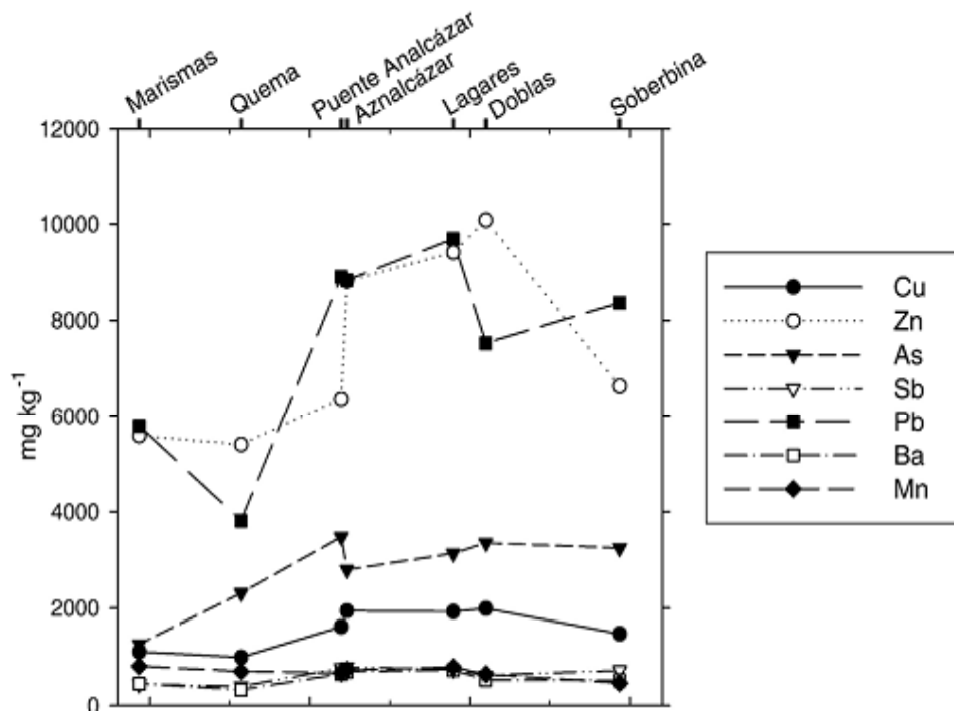 Marismas
Quema
Puente Analcázar
Aznalcázar
Lagares
Doblas
Soberbina
12000
10000
8000
6000
4000
2000
0
mg kg-1
Cu
Zn
As
Sb
Pb
Ba
Mn